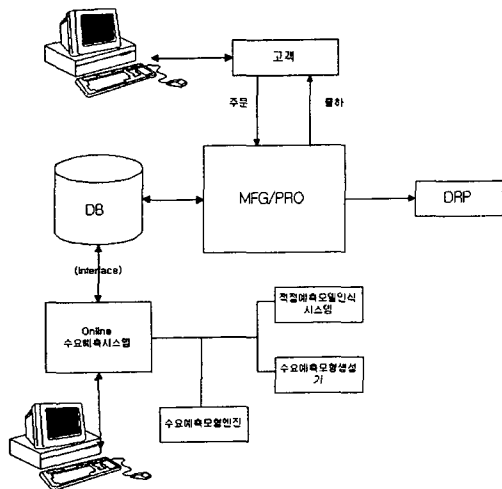 고객
주문
출하
DB
MFG/PRO
DRP
(Interface)
Online
수요예측시스템
적정예측모델인식
시스템
수요예측모형생성
기
수요예측모형엔진